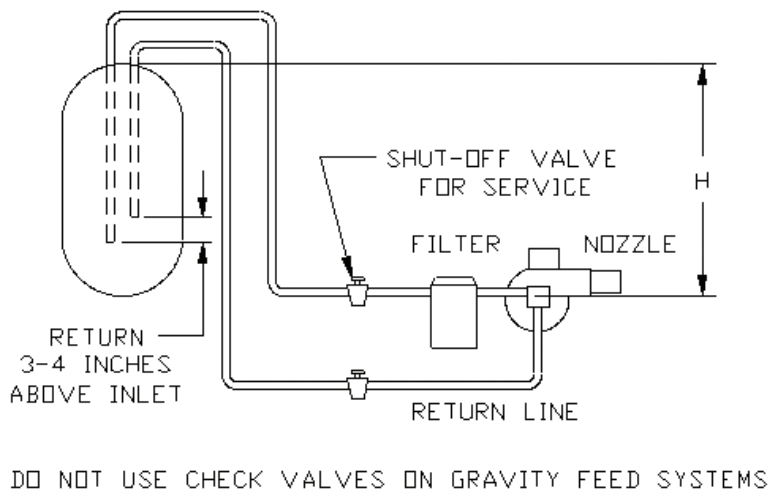 SHUT-OFF VALVE
FOR SERVICE
H
FILTER
NOZZLE
RETURN
3-4 INCHES
ABOVE INLET
RETURN LINE
DO NOT USE CHECK VALVES ON GRAVITY FEED SYSTEMS